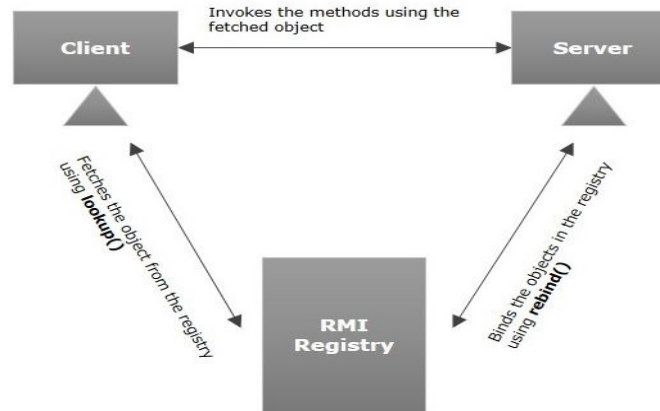 Invokes the methods using the
fetched object
Client
Server
Fetches the object from the registry
using lookup()
Binds the objects in the registry
using rebind()
RMI
Registry